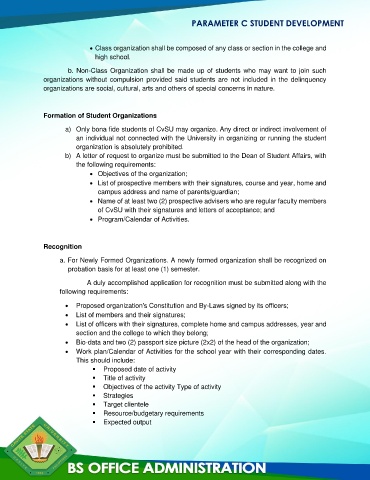 PARAMETER C STUDENT DEVELOPMENT
• Class organization shall be composed of any class or section in the college and
high school.
b. Non-Class Organization shall be made up of students who may want to join such
organizations without compulsion provided said students are not included in the delinquency
organizations are social, cultural, arts and others of special concerns in nature.
Formation of Student Organizations
a) Only bona fide students of CvSU may organize. Any direct or indirect involvement of
an individual not connected with the University in organizing or running the student
organization is absolutely prohibited.
b) A letter of request to organize must be submitted to the Dean of Student Affairs, with
the following requirements:
• Objectives of the organization;
• List of prospective members with their signatures, course and year, home and
campus address and name of parents/guardian;
• Name of at least two (2) prospective advisers who are regular faculty members
of CvSU with their signatures and letters of acceptance; and
• Program/Calendar of Activities.
Recognition
a. For Newly Formed Organizations. A newly formed organization shall be recognized on
probation basis for at least one (1) semester.
A duly accomplished application for recognition must be submitted along with the
following requirements:
• Proposed organization's Constitution and By-Laws signed by its officers;
• List of members and their signatures;
• List of officers with their signatures, complete home and campus addresses, year and
section and the college to which they belong;
• Bio data and two (2) passport size picture (2x2) of the head of the organization;
• Work plan/Calendar of Activities for the school year with their corresponding dates.
This should include:
▪ Proposed date of activity
▪ Title of activity
▪ Objectives of the activity Type of activity
▪ Strategies
▪ Target clientele
▪ Resource/budgetary requirements
▪ Expected output
BS OFFICE ADMINISTRATION